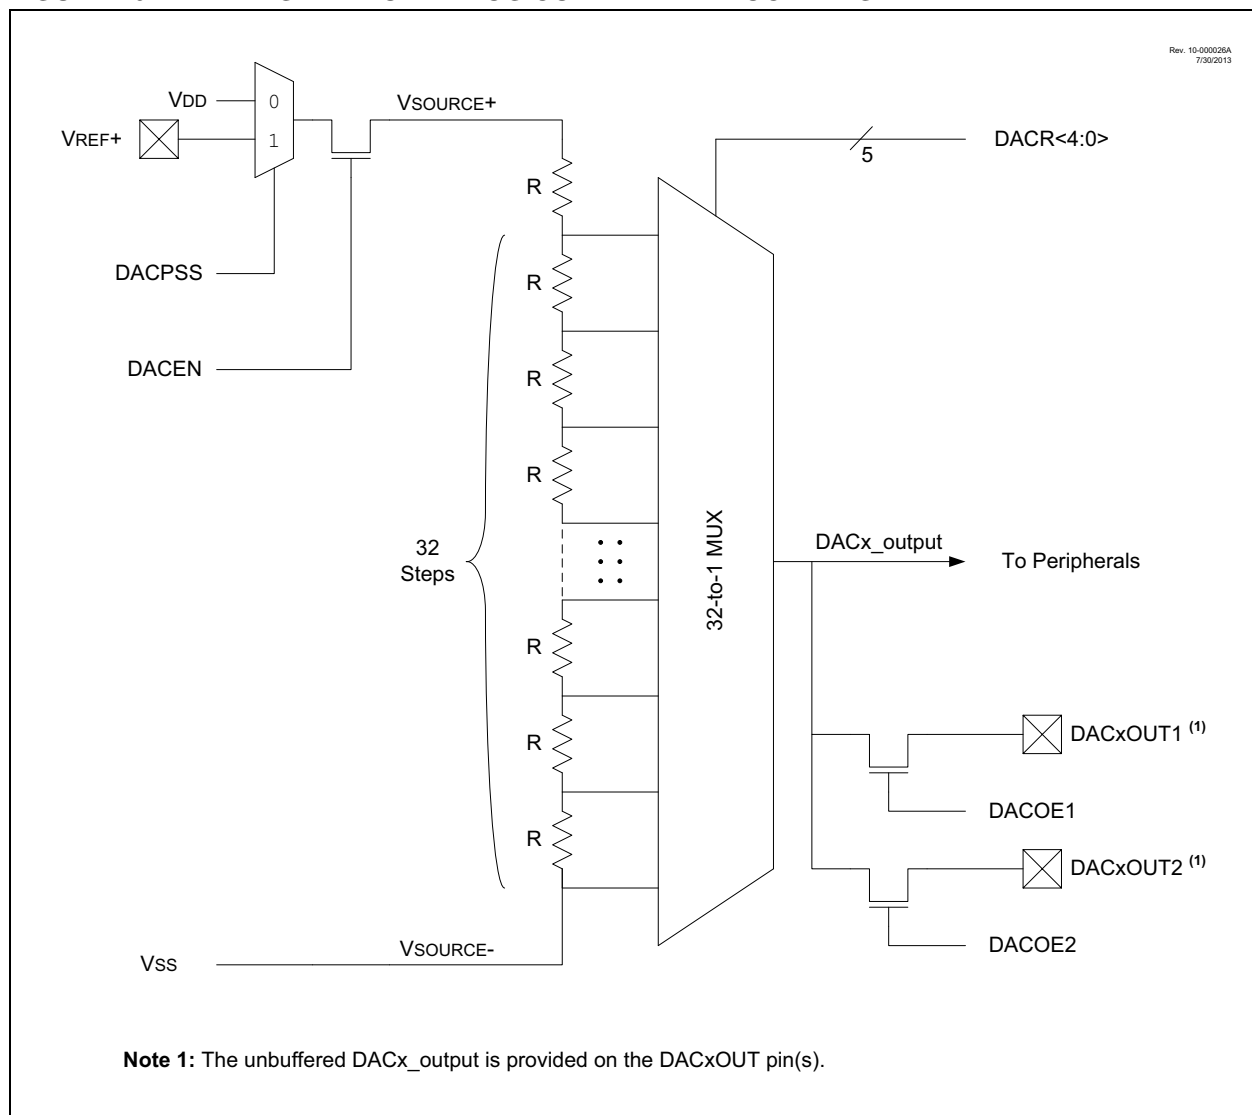 Rev. 10-000026A
7/30/2013
VDD
0
VSOURCE+
VREF+
1
DACR<4:0>
5
R
DACPSS
R
DACEN
R
R
32
Steps
32-to-1 MUX
DACx_output
To Peripherals
R
R
DACxOUT1 (1)
DACOE1
R
DACxOUT2 (1)
DACOE2
VSOURCE-
VSS
Note 1: The unbuffered DACx_output is provided on the DACxOUT pin(s).